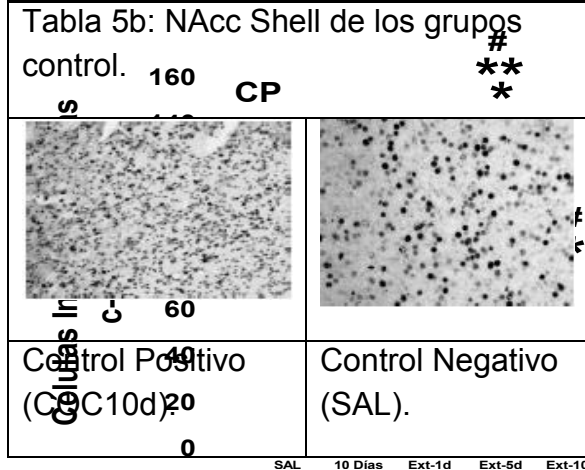 Tabla 5b: NAcc Shell de los grupos
control.
#
**
*
160
CP
#
*
60
40
20
0
Control Positivo
(COC10d).
Control Negativo
(SAL).
SAL 10 Días Ext-1d Ext-5d Ext-10